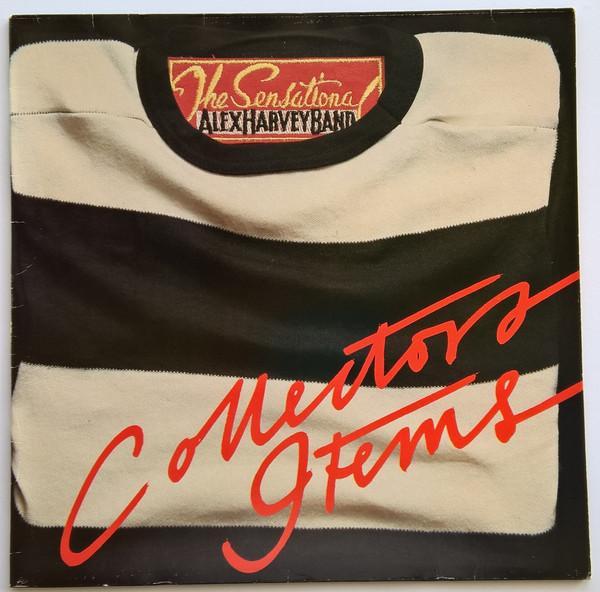 The Sensational
ALEX HARVEY BAND
Collectors
Items